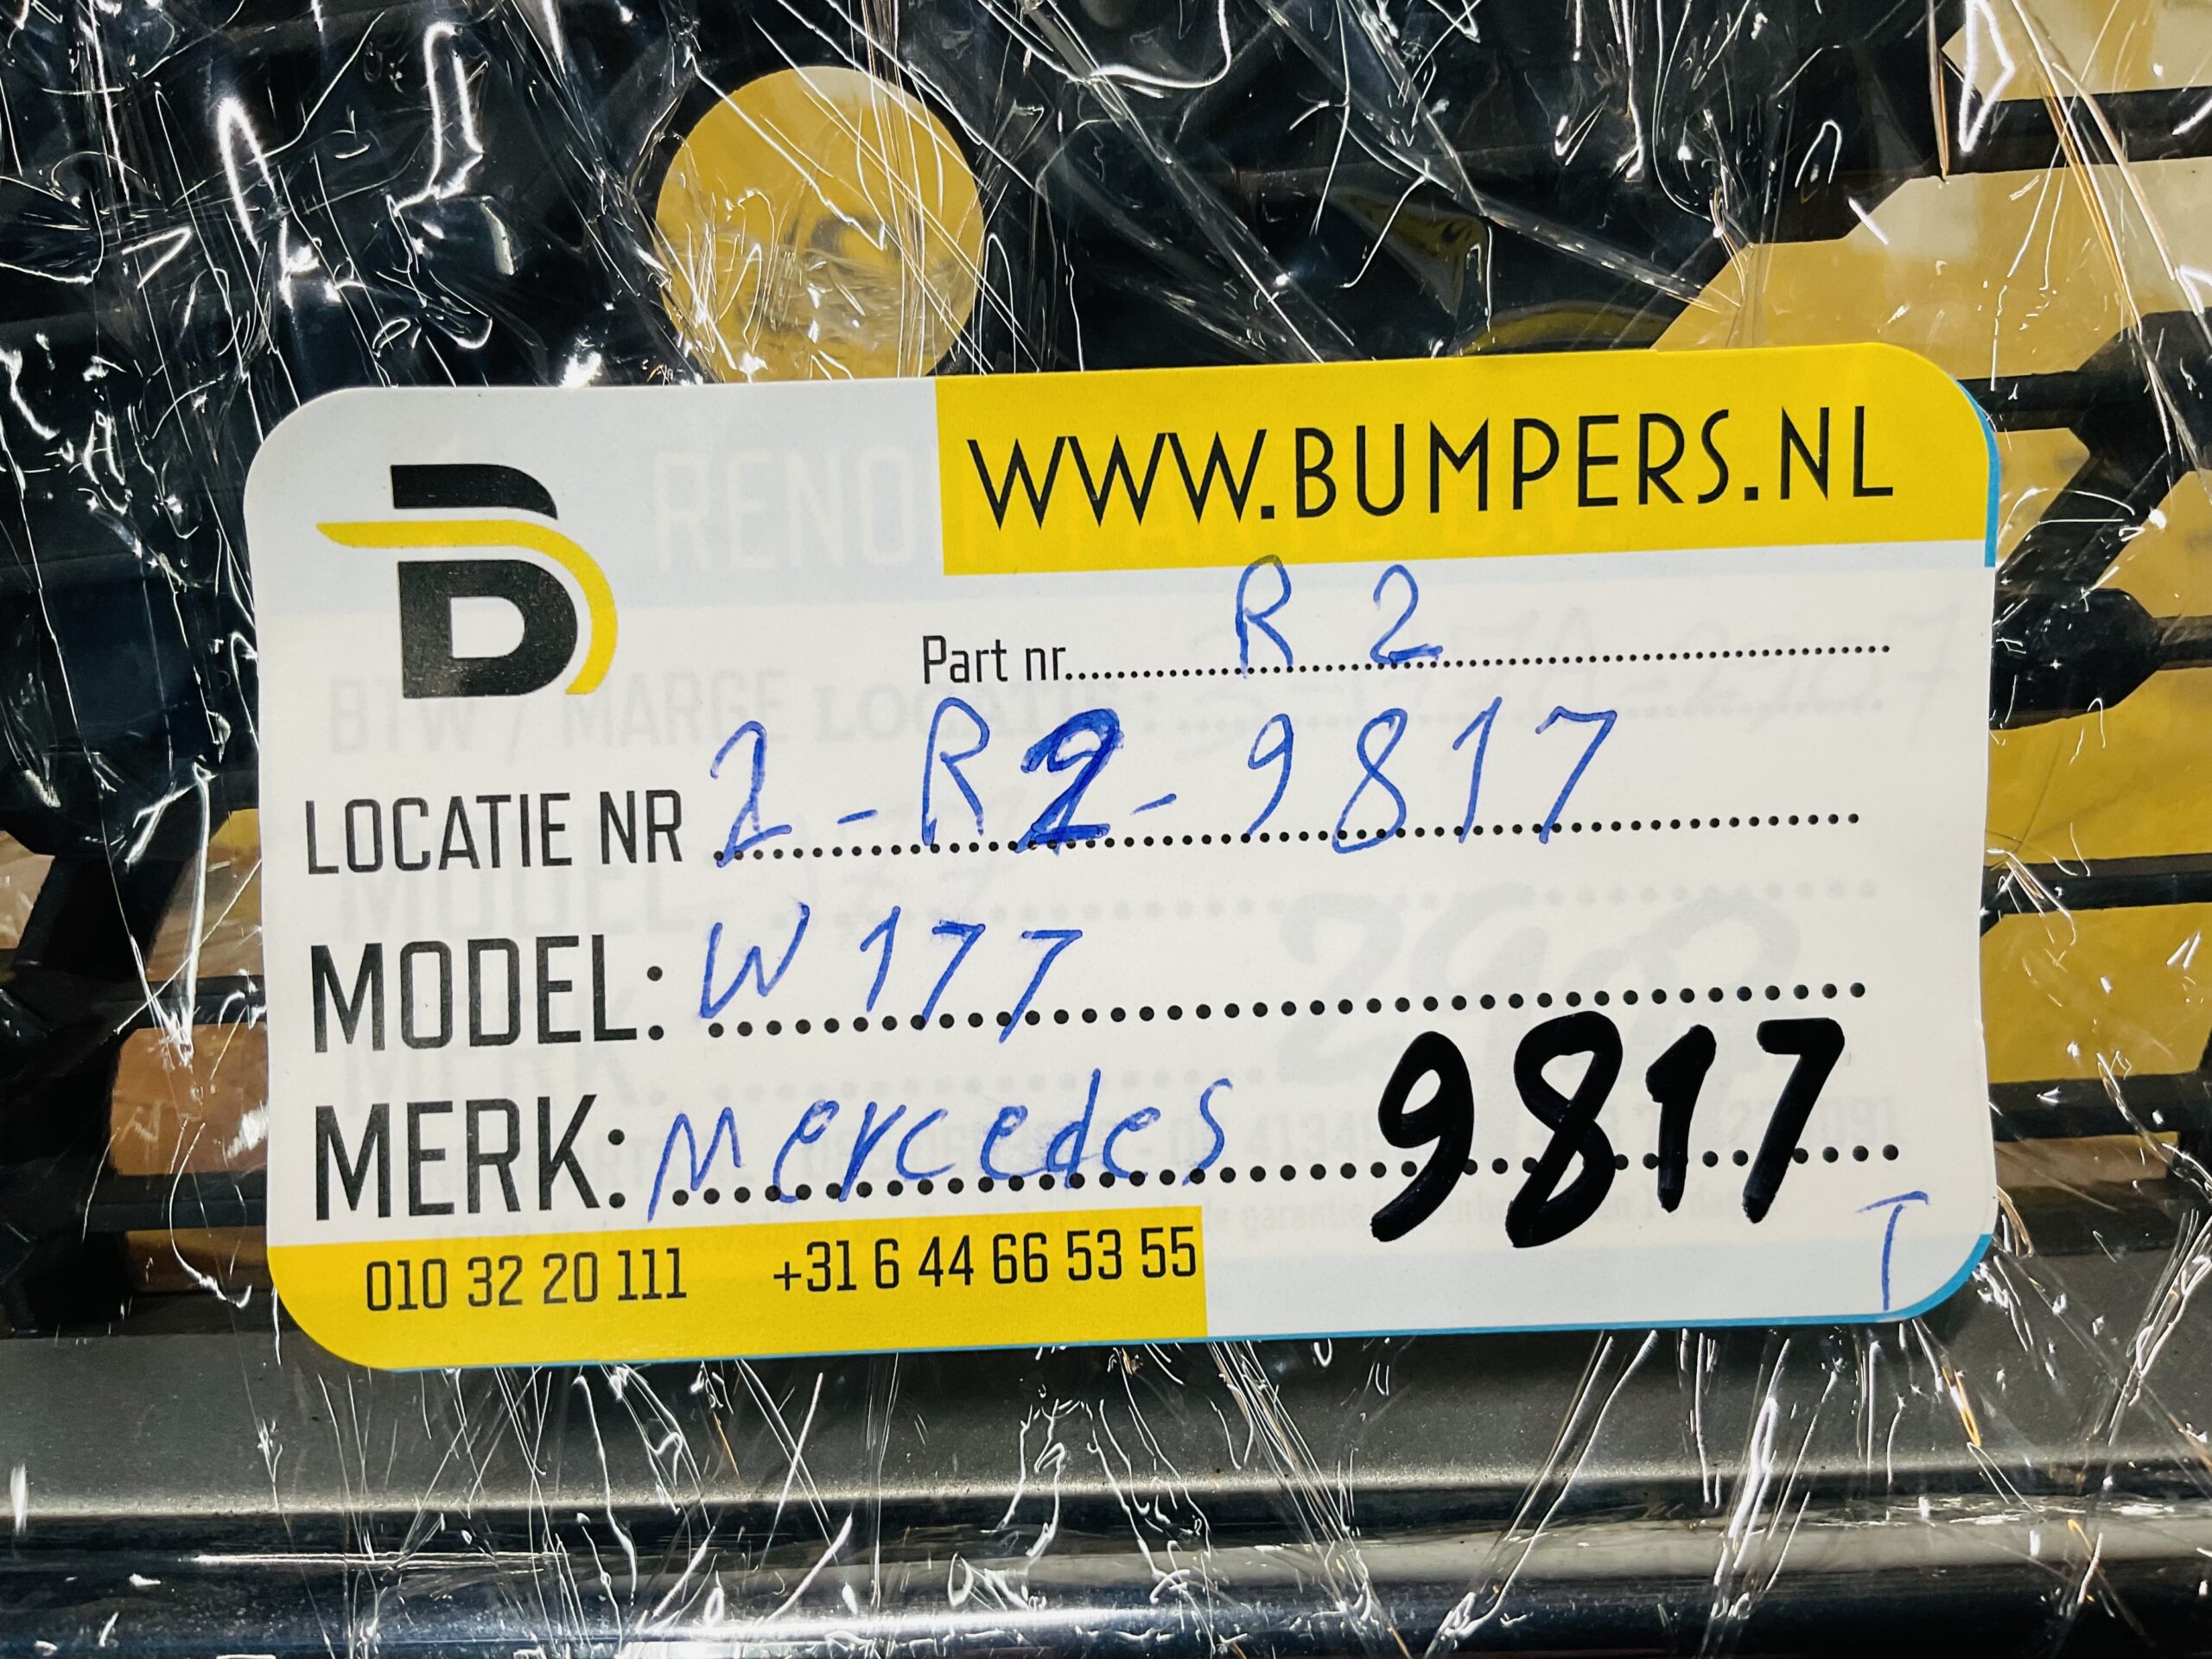 WWW.BUMPERS.NL
Part nr. R 2
LOCATIE NR 2-R2-9817
MODEL: W177
MERK: Mercedes 9817
T
010 32 20 111 +31 6 44 66 53 55